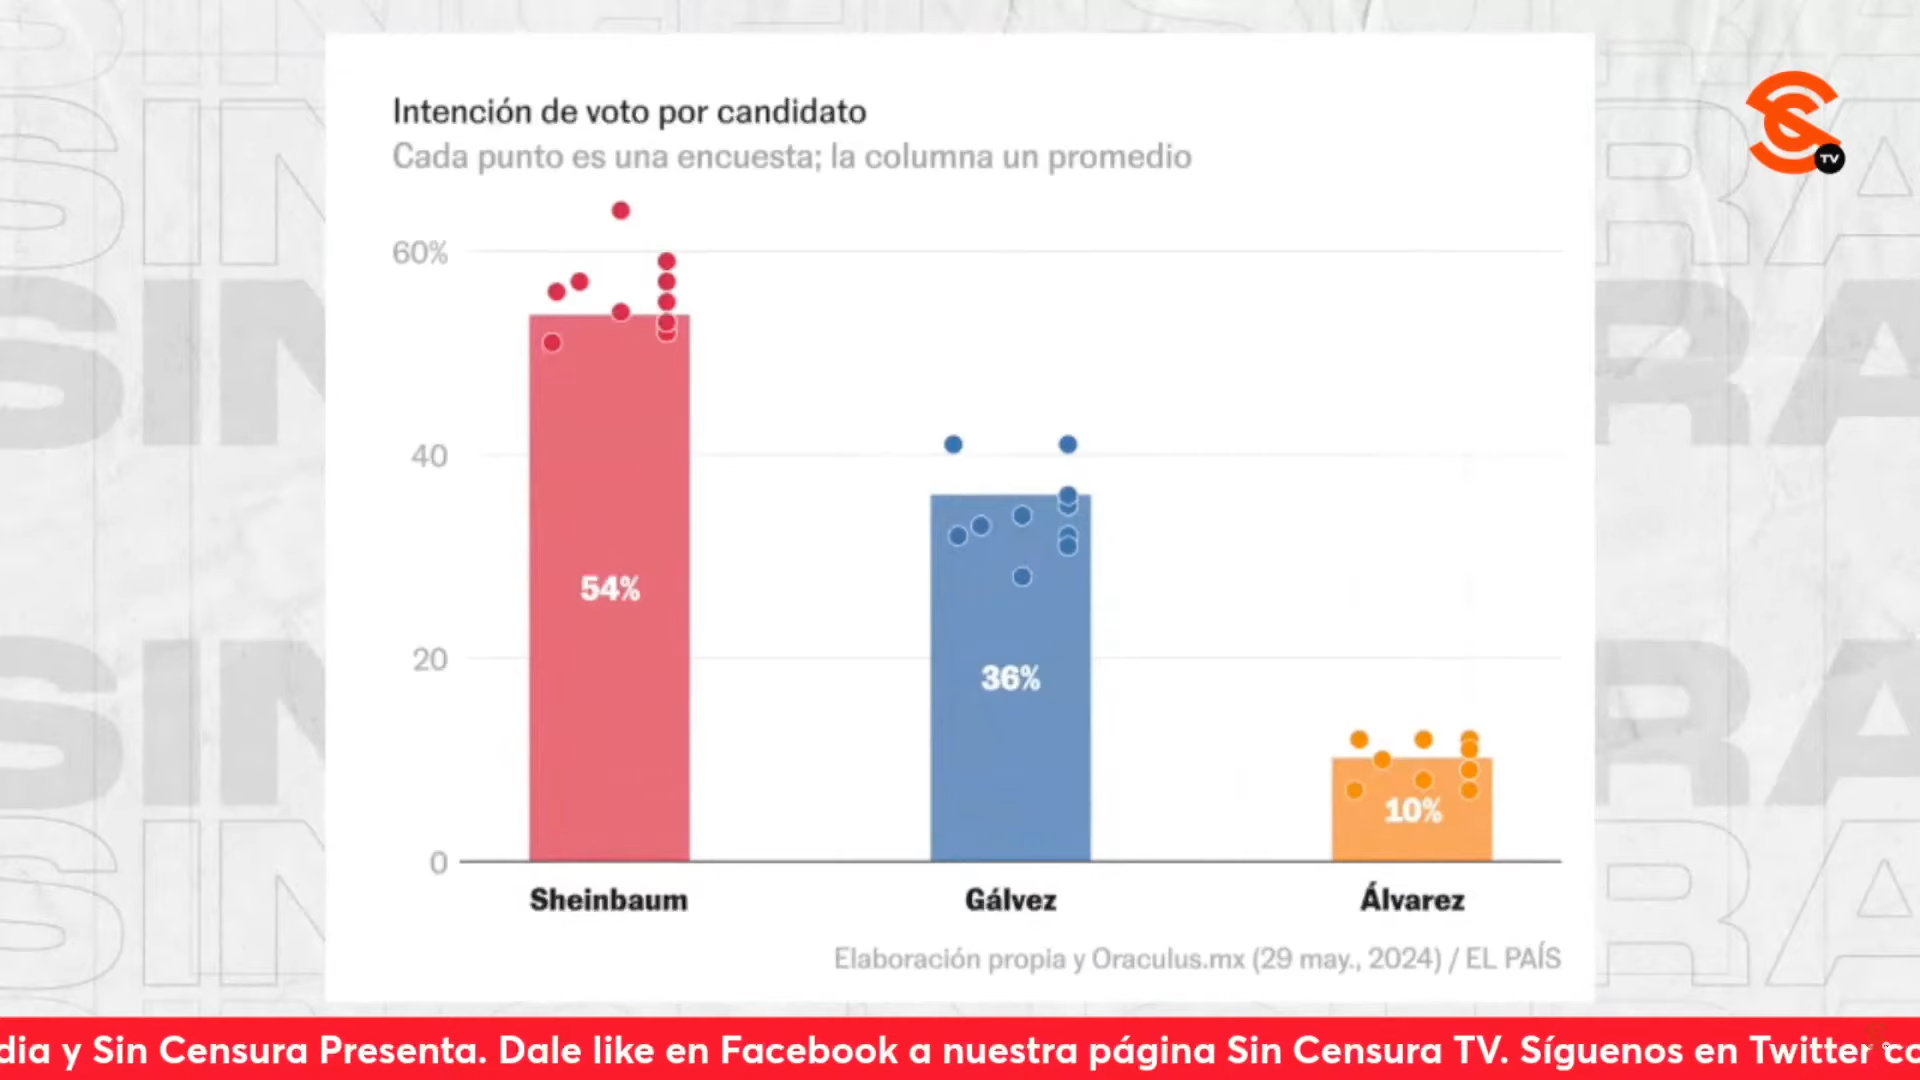 Intención de voto por candidato
Cada punto es una encuesta; la columna un promedio
TV
60%
40
20
0
54%
36%
10%
Sheinbaum
Gálvez
Álvarez
Elaboración propia y Oraculus.mx (29 may., 2024) / EL PAÍS
dia y Sin Censura Presenta. Dale like en Facebook a nuestra página Sin Censura TV. Síguenos en Twitter co